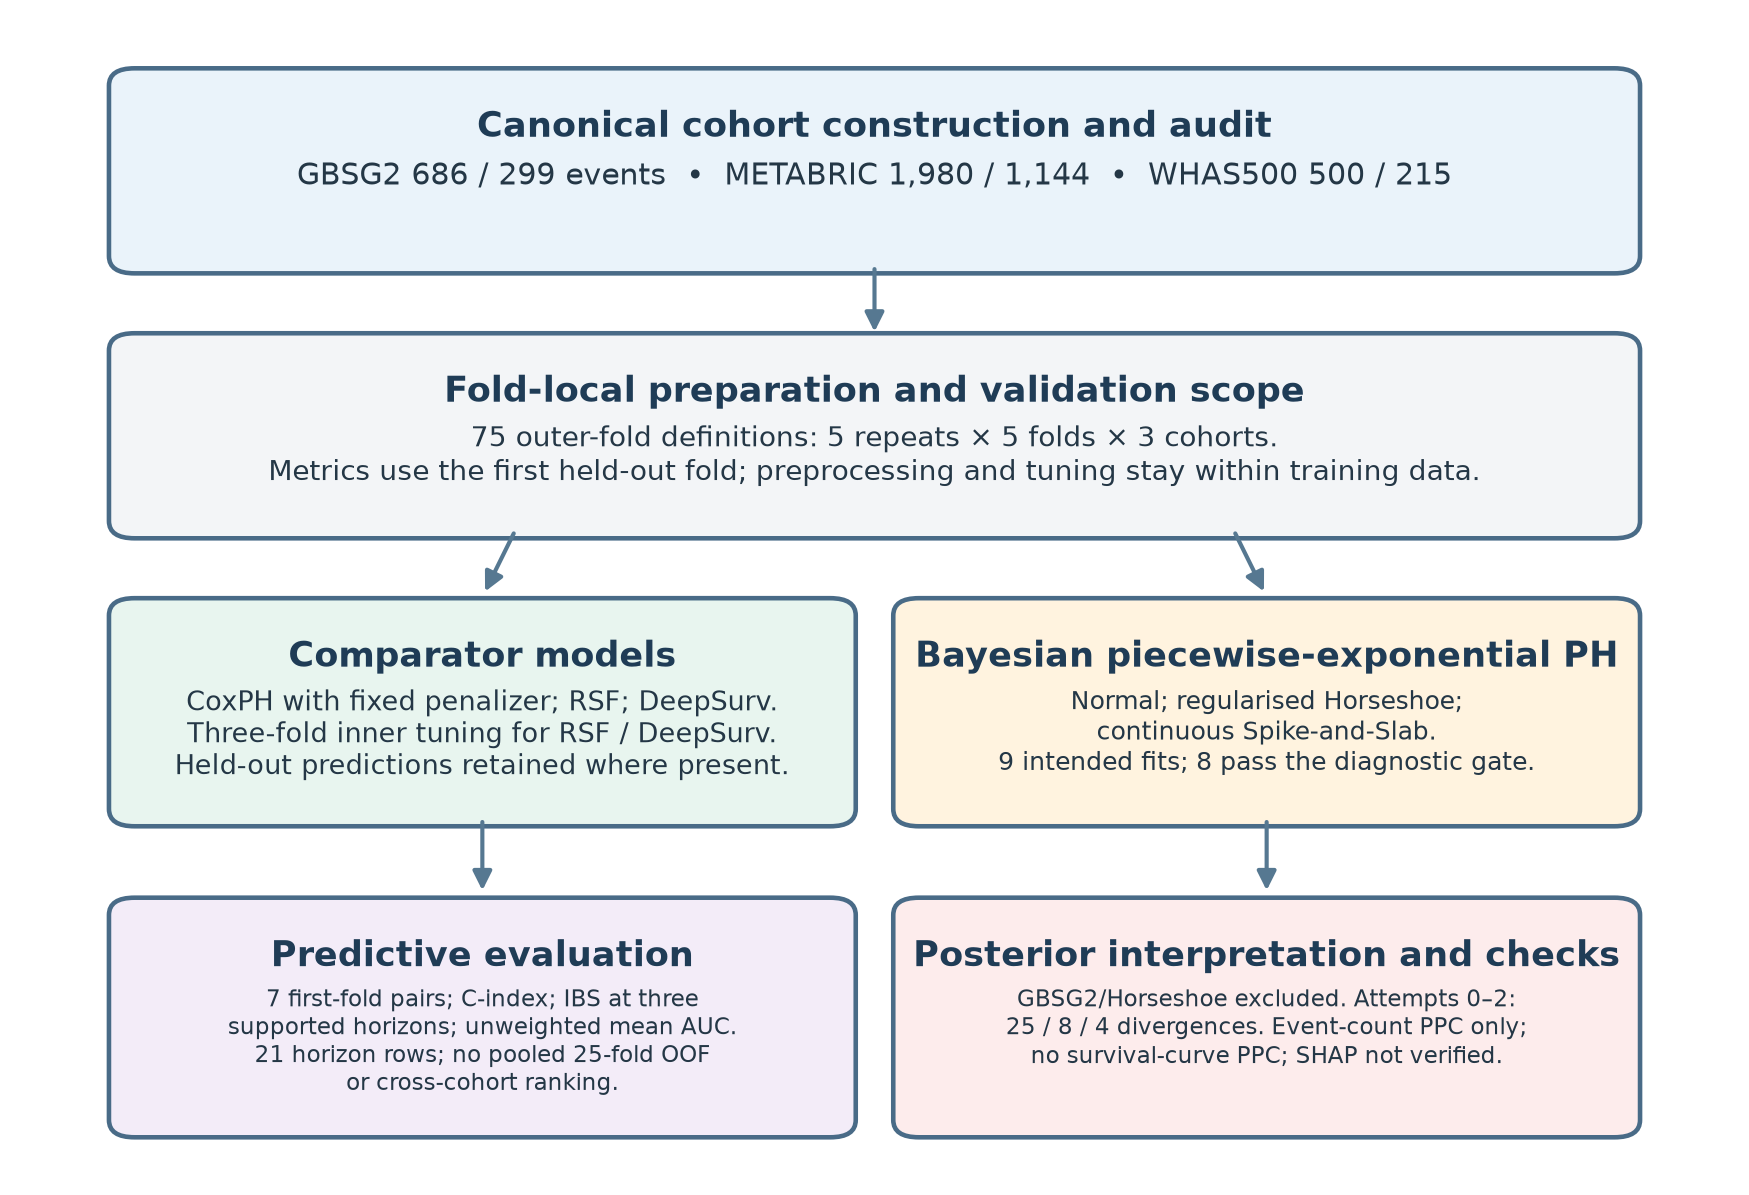 Canonical cohort construction and audit
GBSG2 686 / 299 events • METABRIC 1,980 / 1,144 • WHAS500 500 / 215
Fold-local preparation and validation scope
75 outer-fold definitions: 5 repeats × 5 folds × 3 cohorts.
Metrics use the first held-out fold; preprocessing and tuning stay within training data.
Comparator models
CoxPH with fixed penalizer; RSF; DeepSurv.
Three-fold inner tuning for RSF / DeepSurv.
Held-out predictions retained where present.
Bayesian piecewise-exponential PH
Normal; regularised Horseshoe;
continuous Spike-and-Slab.
9 intended fits; 8 pass the diagnostic gate.
Predictive evaluation
7 first-fold pairs; C-index; IBS at three
supported horizons; unweighted mean AUC.
21 horizon rows; no pooled 25-fold OOF
or cross-cohort ranking.
Posterior interpretation and checks
GBSG2/Horseshoe excluded. Attempts 0–2:
25 / 8 / 4 divergences. Event-count PPC only;
no survival-curve PPC; SHAP not verified.